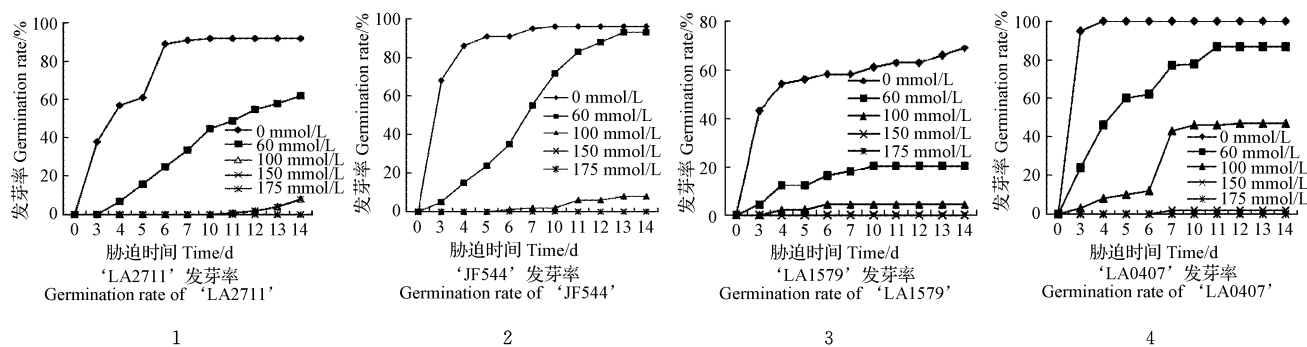 发芽率 Germination rate/%
100
80
60
40
20
0
0 mmol/L
60 mmol/L
100 mmol/L
150 mmol/L
175 mmol/L
0 3 4 5 6 7 10 11 12 13 14
胁迫时间 Time/d
‘LA2711’发芽率
Germination rate of ‘LA2711’
1
发芽率 Germination rate/%
100
80
60
40
20
0
0 mmol/L
60 mmol/L
100 mmol/L
150 mmol/L
175 mmol/L
0 3 4 5 6 7 10 11 12 13 14
胁迫时间 Time/d
‘JF544’发芽率
Germination rate of ‘JF544’
2
发芽率 Germination rate/%
80
60
40
20
0
0 mmol/L
60 mmol/L
100 mmol/L
150 mmol/L
175 mmol/L
0 3 4 5 6 7 10 11 12 13 14
胁迫时间 Time/d
‘LA1579’发芽率
Germination rate of ‘LA1579’
3
发芽率 Germination rate/%
100
80
60
40
20
0
0 mmol/L
60 mmol/L
100 mmol/L
150 mmol/L
175 mmol/L
0 3 4 5 6 7 10 11 12 13 14
胁迫时间 Time/d
‘LA0407’发芽率
Germination rate of ‘LA0407’
4